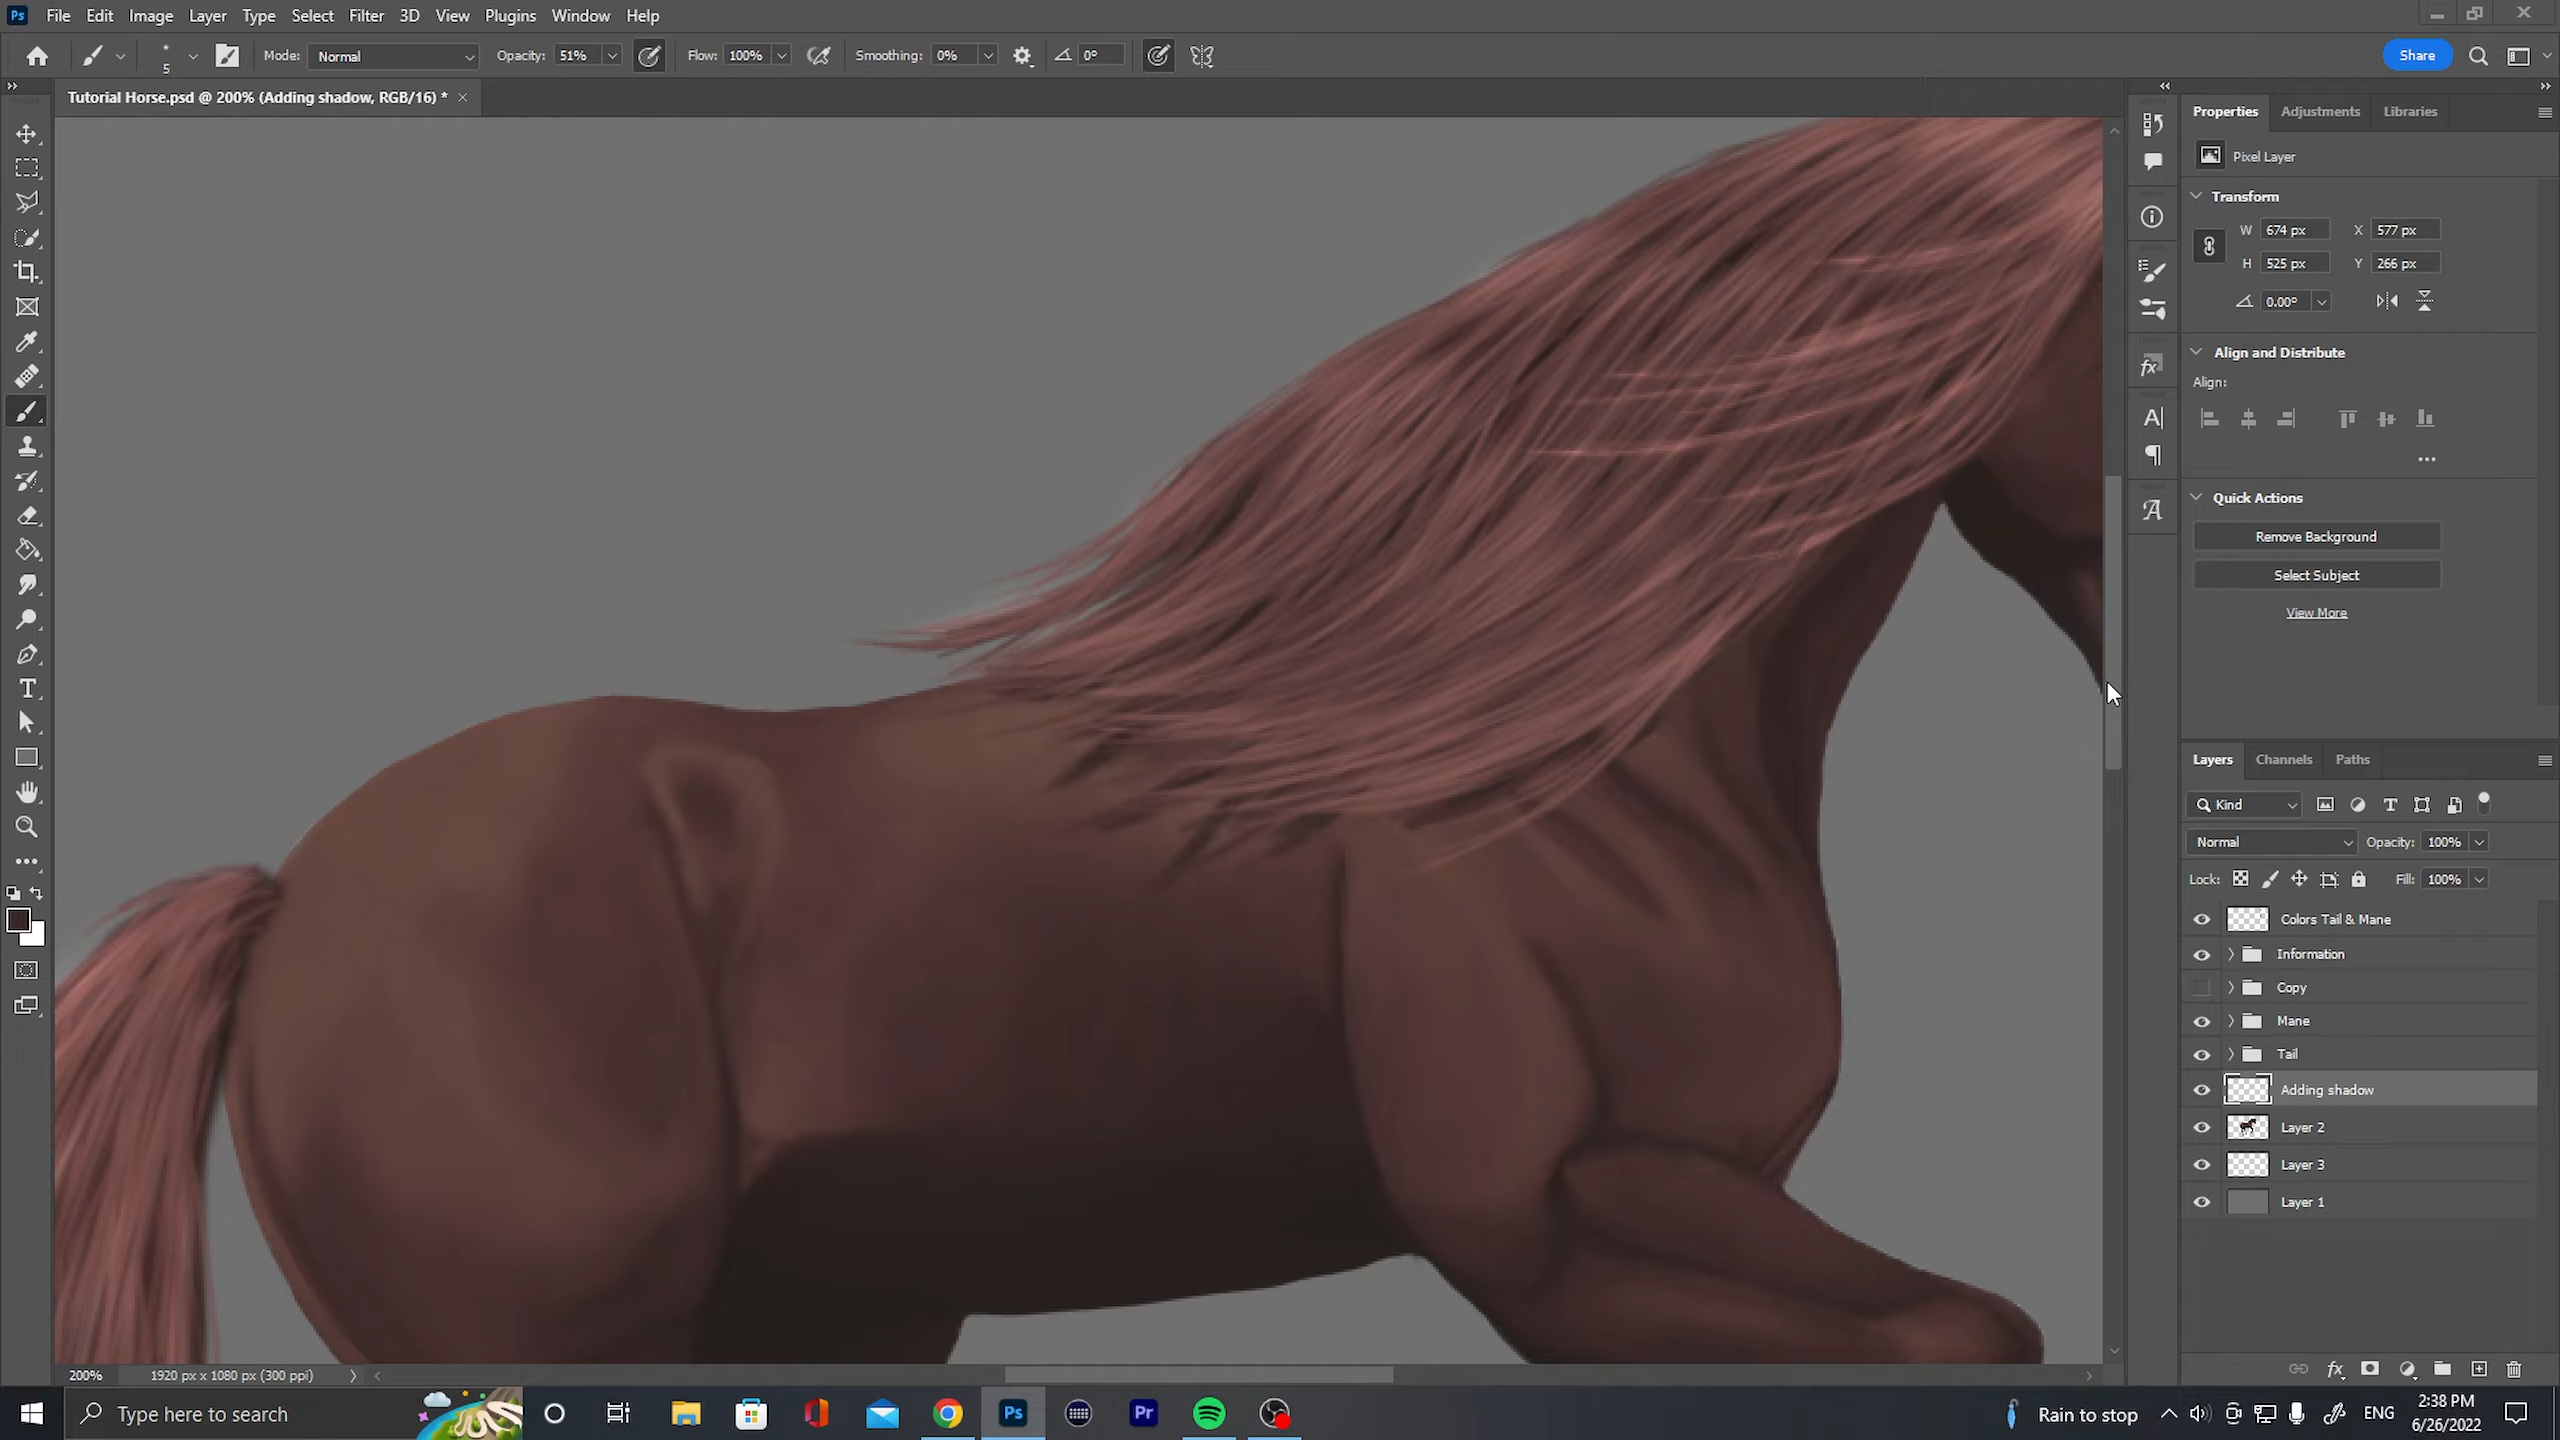 Ps File Edit Image Layer Type Select Filter 3D View Plugins Window Help
5 Mode: Normal Opacity: 51% Flow: 100% Smoothing: 0% 0° Share
Tutorial Horse.psd @ 200% (Adding shadow, RGB/16) *
Properties Adjustments Libraries
Pixel Layer
Transform
W 674 px X 577 px
H 525 px Y 266 px
0.00°
Align and Distribute
Align:
Quick Actions
Remove Background
Select Subject
View More
Layers Channels Paths
Kind
Normal Opacity: 100%
Lock: Fill: 100%
Colors Tail & Mane
Information
Copy
Mane
Tail
Adding shadow
Layer 2
Layer 3
Layer 1
200% 1920 px x 1080 px (300 ppi)
Type here to search
Ps
Pr
Rain to stop
ENG
2:38 PM
6/26/2022